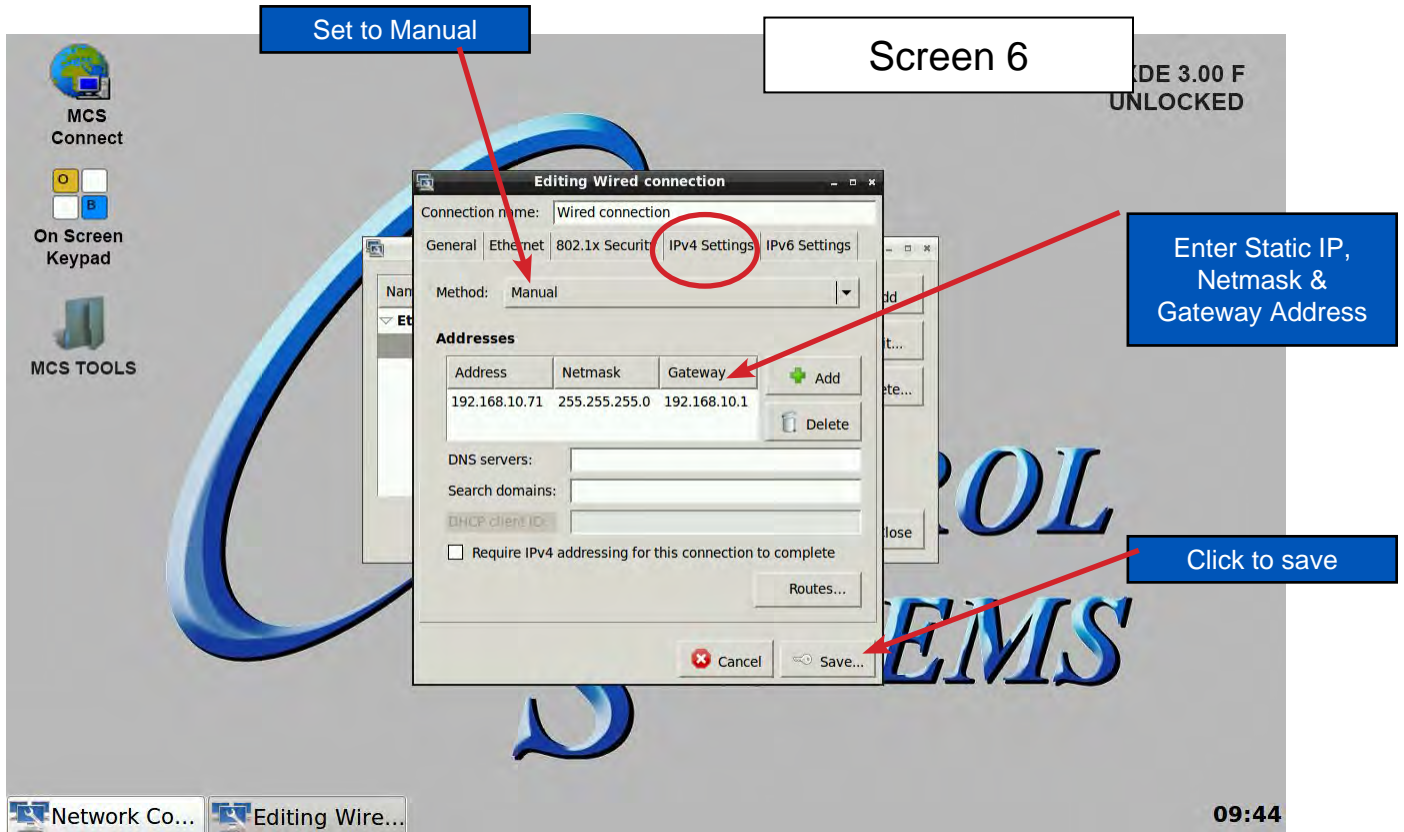 Set to Manual
Screen 6
XDE 3.00 F
UNLOCKED
MCS
Connect
O
B
On Screen
Keypad
MCS TOOLS
Editing Wired connection
Connection name: Wired connection
General Ethernet 802.1x Security IPv4 Settings IPv6 Settings
Method: Manual
Addresses
Address Netmask Gateway
192.168.10.71 255.255.255.0 192.168.10.1
Add
Delete
DNS servers:
Search domains:
DHCP client ID:
Require IPv4 addressing for this connection to complete
Routes...
Cancel
Save...
Enter Static IP,
Netmask &
Gateway Address
Click to save
Network Co...
Editing Wire...
09:44